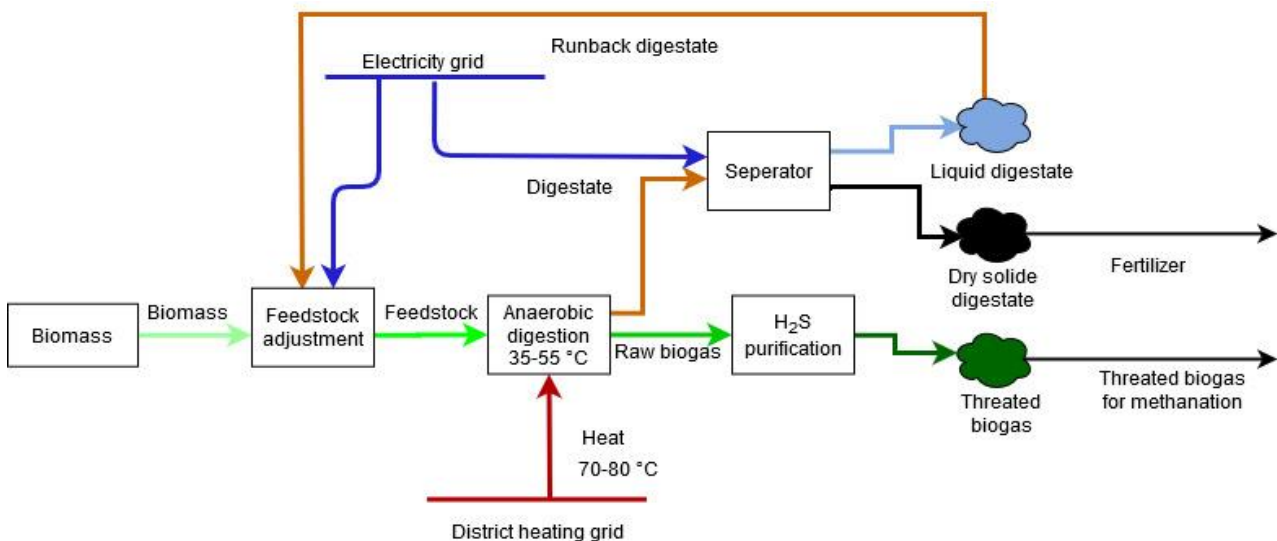 Runback digestate
Electricity grid
Seperator
Liquid digestate
Digestate
Dry solide
digestate
Fertilizer
Biomass
Biomass
Feedstock
adjustment
Feedstock
Anaerobic
digestion
35-55 °C
Raw biogas
H₂S
purification
Threated
biogas
Threated biogas
for methanation
Heat
70-80 °C
District heating grid